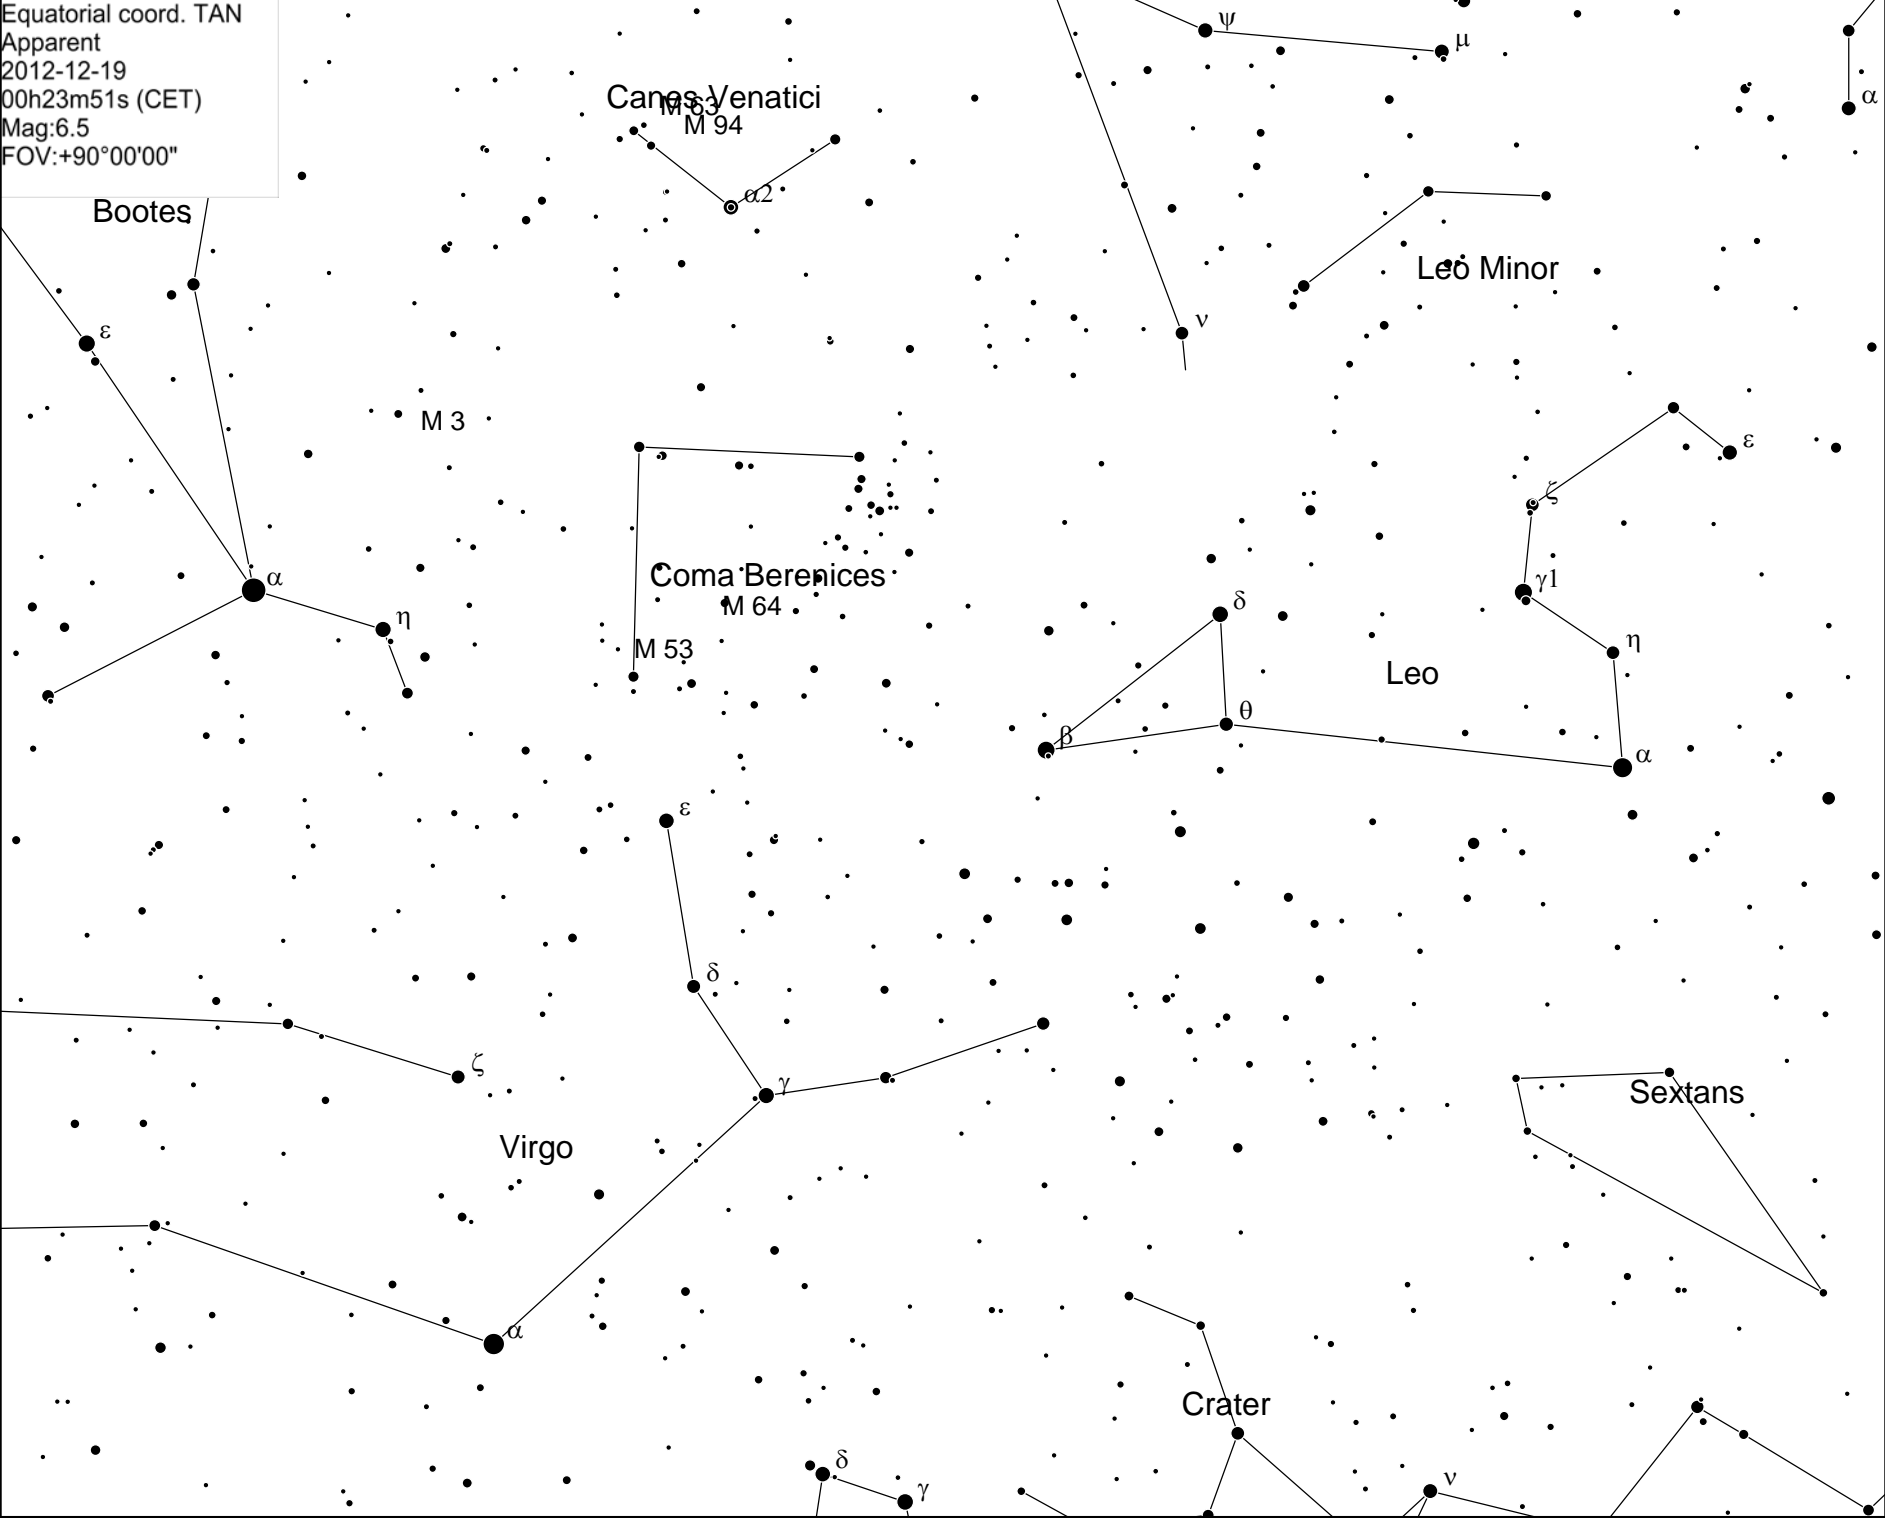 Equatorial coord. TAN
Apparent
2012-12-19
00h23m51s (CET)
Mag:6.5
FOV:+90°00'00"
ψ
μ
α
Canes Venatici
M 63
M 94
α2
Bootes
Leo Minor
ν
ε
M 3
ε
ζ
Coma Berenices
γ1
α
M 64
δ
η
η
M 53
Leo
θ
β
α
ε
δ
ζ
γ
Sextans
Virgo
α
Crater
δ
γ
ν